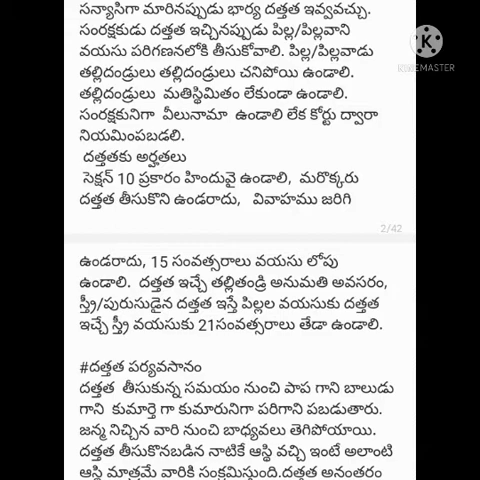 సన్యాసిగా మారినప్పుడు భార్య దత్తత ఇవ్వవచ్చు.
సంరక్షకుడు దత్తత ఇచ్చినప్పుడు పిల్ల/పిల్లవాని
వయసు పరిగణనలోకి తీసుకోవాలి. పిల్ల/పిల్లవాడు
తల్లిదండ్రులు తల్లిదండ్రులు చనిపోయి ఉండాలి.
తల్లిదండ్రులు మతిస్థిమితం లేకుండా ఉండాలి.
సంరక్షకునిగా వీలునామా ఉండాలి లేక కోర్టు ద్వారా
నియమింపబడలి.
దత్తతకు అర్హతలు
సెక్షన్ 10 ప్రకారం హిందువై ఉండాలి, మరొక్కరు
దత్తత తీసుకొని ఉండరాదు, వివాహము జరిగి
2/42
ఉండరాదు, 15 సంవత్సరాలు వయసు లోపు
ఉండాలి. దత్తత ఇచ్చే తల్లితండ్రి అనుమతి అవసరం,
స్త్రీ/పురుసుడైన దత్తత ఇస్తే పిల్లల వయసుకు దత్తత
ఇచ్చే స్త్రీ వయసుకు 21సంవత్సరాలు తేడా ఉండాలి.
#దత్తత పర్యవసానం
దత్తత తీసుకున్న సమయం నుంచి పాప గాని బాలుడు
గాని కుమార్తె గా కుమారునిగా పరిగాని పబడుతారు.
జన్మ నిచ్చిన వారి నుంచి బాధ్యవలు తెగిపోయాయి.
దత్తత తీసుకొనబడిన నాటికే ఆస్థి వచ్చి ఇంటే అలాంటి
ఆస్థి మాత్రమే వారికి సంక్రమిస్తుంది.దత్తత అనంతరం
KINEMASTER